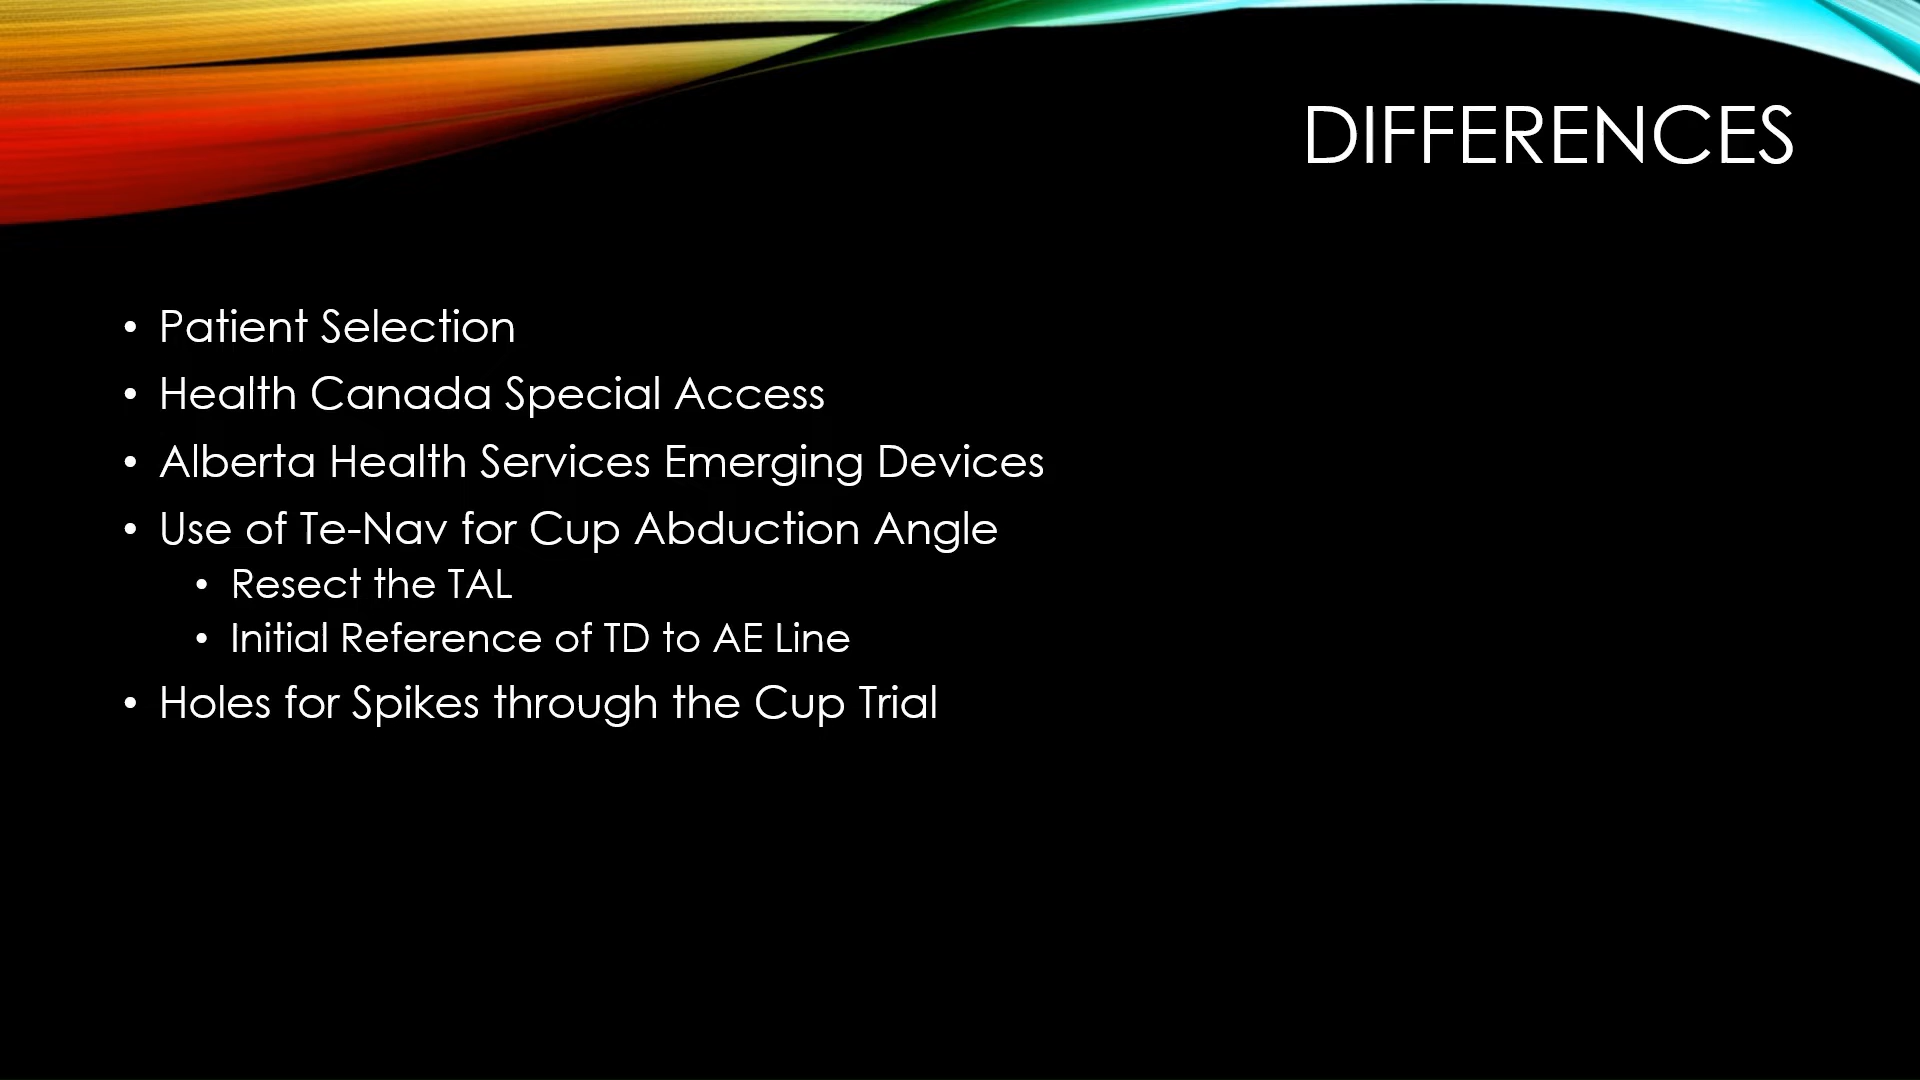 DIFFERENCES
• Patient Selection
• Health Canada Special Access
• Alberta Health Services Emerging Devices
• Use of Te-Nav for Cup Abduction Angle
• Resect the TAL
• Initial Reference of TD to AE Line
• Holes for Spikes through the Cup Trial